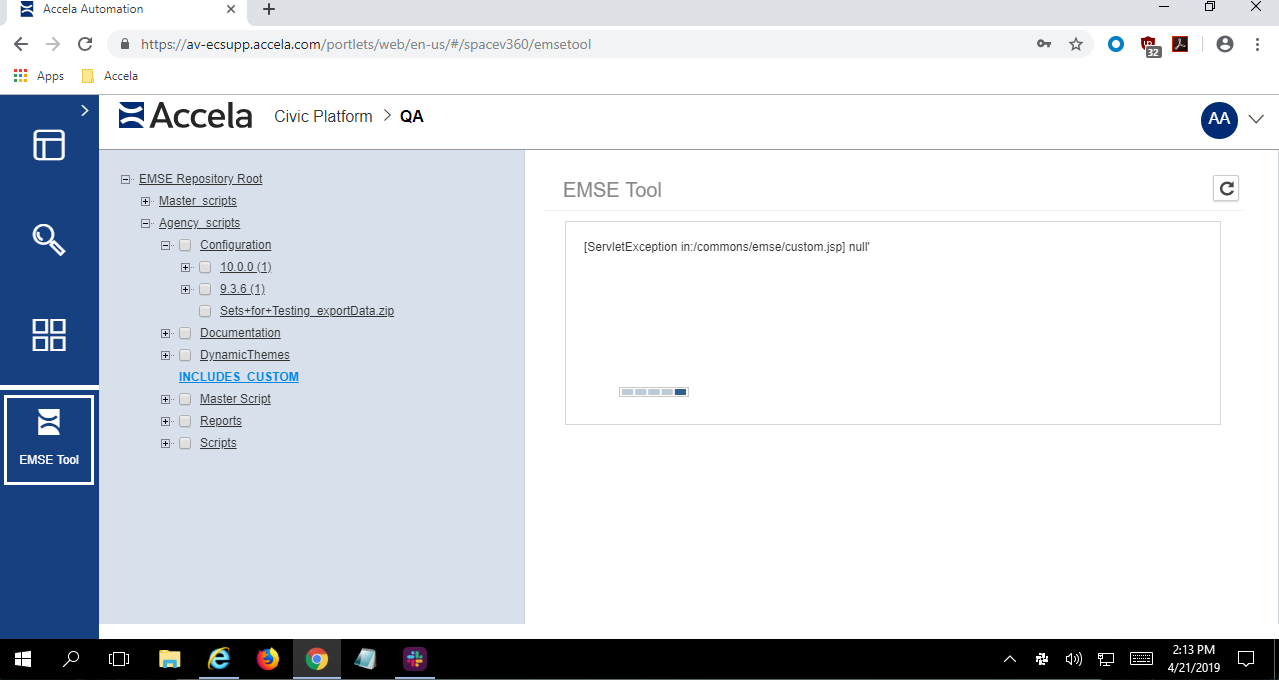 Accela Automation
https://av-ecsupp.accela.com/portlets/web/en-us/#/spacev360/emsetool
32
Apps
Accela
Accela
Civic Platform > QA
AA
EMSE Repository Root
Master_scripts
Agency_scripts
Configuration
10.0.0 (1)
9.3.6 (1)
Sets+for+Testing_exportData.zip
Documentation
DynamicThemes
INCLUDES_CUSTOM
Master Script
Reports
Scripts
EMSE Tool
EMSE Tool
[ServletException in:/commons/emse/custom.jsp] null'
2:13 PM
4/21/2019